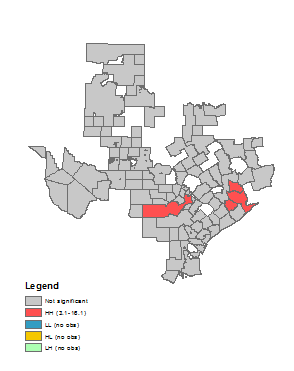 Legend
Not significant
HH (3.1-16.1)
LL (no obs)
HL (no obs)
LH (no obs)